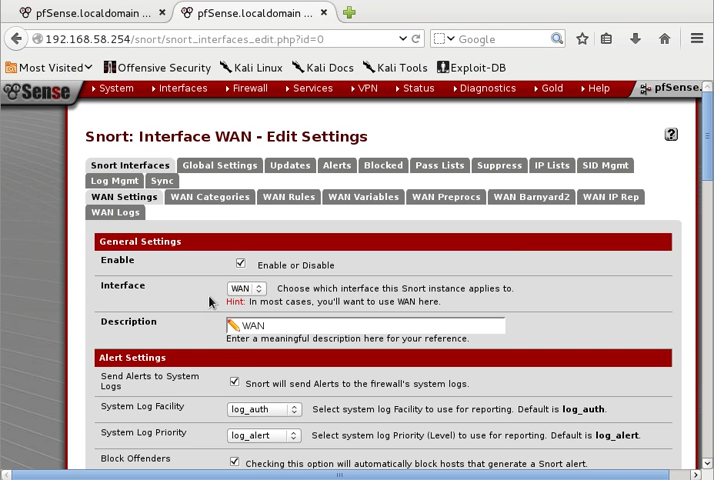 pfSense.localdomain ... ×
pfSense.localdomain ... ×
192.168.58.254/snort/snort_interfaces_edit.php?id=0
Google
Most Visited
Offensive Security
Kali Linux
Kali Docs
Kali Tools
Exploit-DB
Sense
System
Interfaces
Firewall
Services
VPN
Status
Diagnostics
Gold
Help
pfSense.
Snort: Interface WAN - Edit Settings
?
Snort Interfaces
Global Settings
Updates
Alerts
Blocked
Pass Lists
Suppress
IP Lists
SID Mgmt
Log Mgmt
Sync
WAN Settings
WAN Categories
WAN Rules
WAN Variables
WAN Preprocs
WAN Barnyard2
WAN IP Rep
WAN Logs
General Settings
Enable
Enable or Disable
Interface
WAN
Choose which interface this Snort instance applies to.
Hint: In most cases, you'll want to use WAN here.
Description
WAN
Enter a meaningful description here for your reference.
Alert Settings
Send Alerts to System
Logs
Snort will send Alerts to the firewall's system logs.
System Log Facility
log_auth
Select system log Facility to use for reporting. Default is log_auth.
System Log Priority
log_alert
Select system log Priority (Level) to use for reporting. Default is log_alert.
Block Offenders
Checking this option will automatically block hosts that generate a Snort alert.